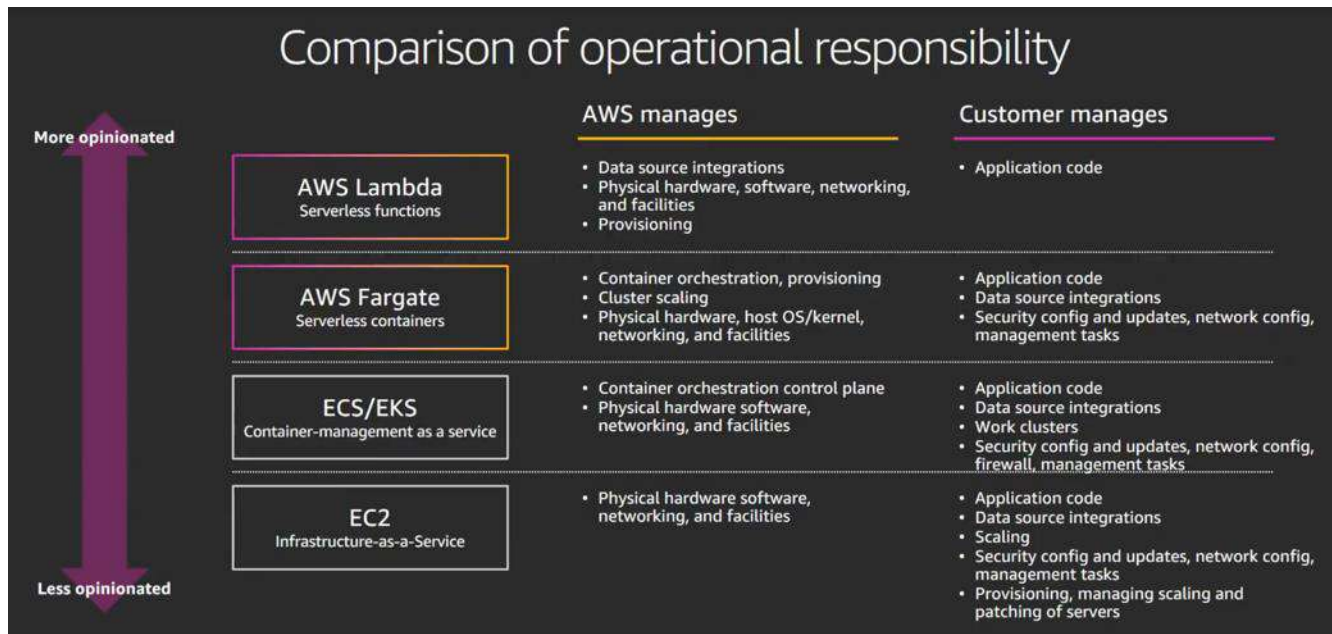 Comparison of operational responsibility
AWS manages
Customer manages
More opinionated
AWS Lambda
Serverless functions
• Data source integrations
• Physical hardware, software, networking,
and facilities
• Provisioning
• Application code
AWS Fargate
Serverless containers
• Container orchestration, provisioning
• Cluster scaling
• Physical hardware, host OS/kernel,
networking, and facilities
• Application code
• Data source integrations
• Security config and updates, network config,
management tasks
ECS/EKS
Container-management as a service
• Container orchestration control plane
• Physical hardware software,
networking, and facilities
• Application code
• Data source integrations
• Work clusters
• Security config and updates, network config,
firewall, management tasks
EC2
Infrastructure-as-a-Service
• Physical hardware software,
networking, and facilities
• Application code
• Data source integrations
• Scaling
• Security config and updates, network config,
management tasks
• Provisioning, managing scaling and
patching of servers
Less opinionated